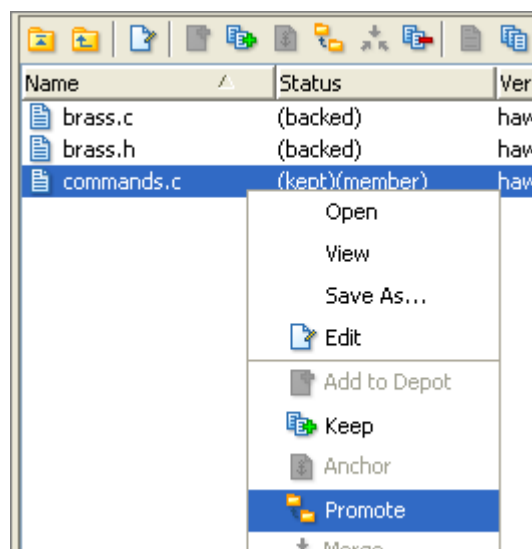 Name Status Ver
brass.c (backed) haw
brass.h (backed) haw
commands.c (kept)(member) haw
Open
View
Save As...
Edit
Add to Depot
Keep
Anchor
Promote
Merge